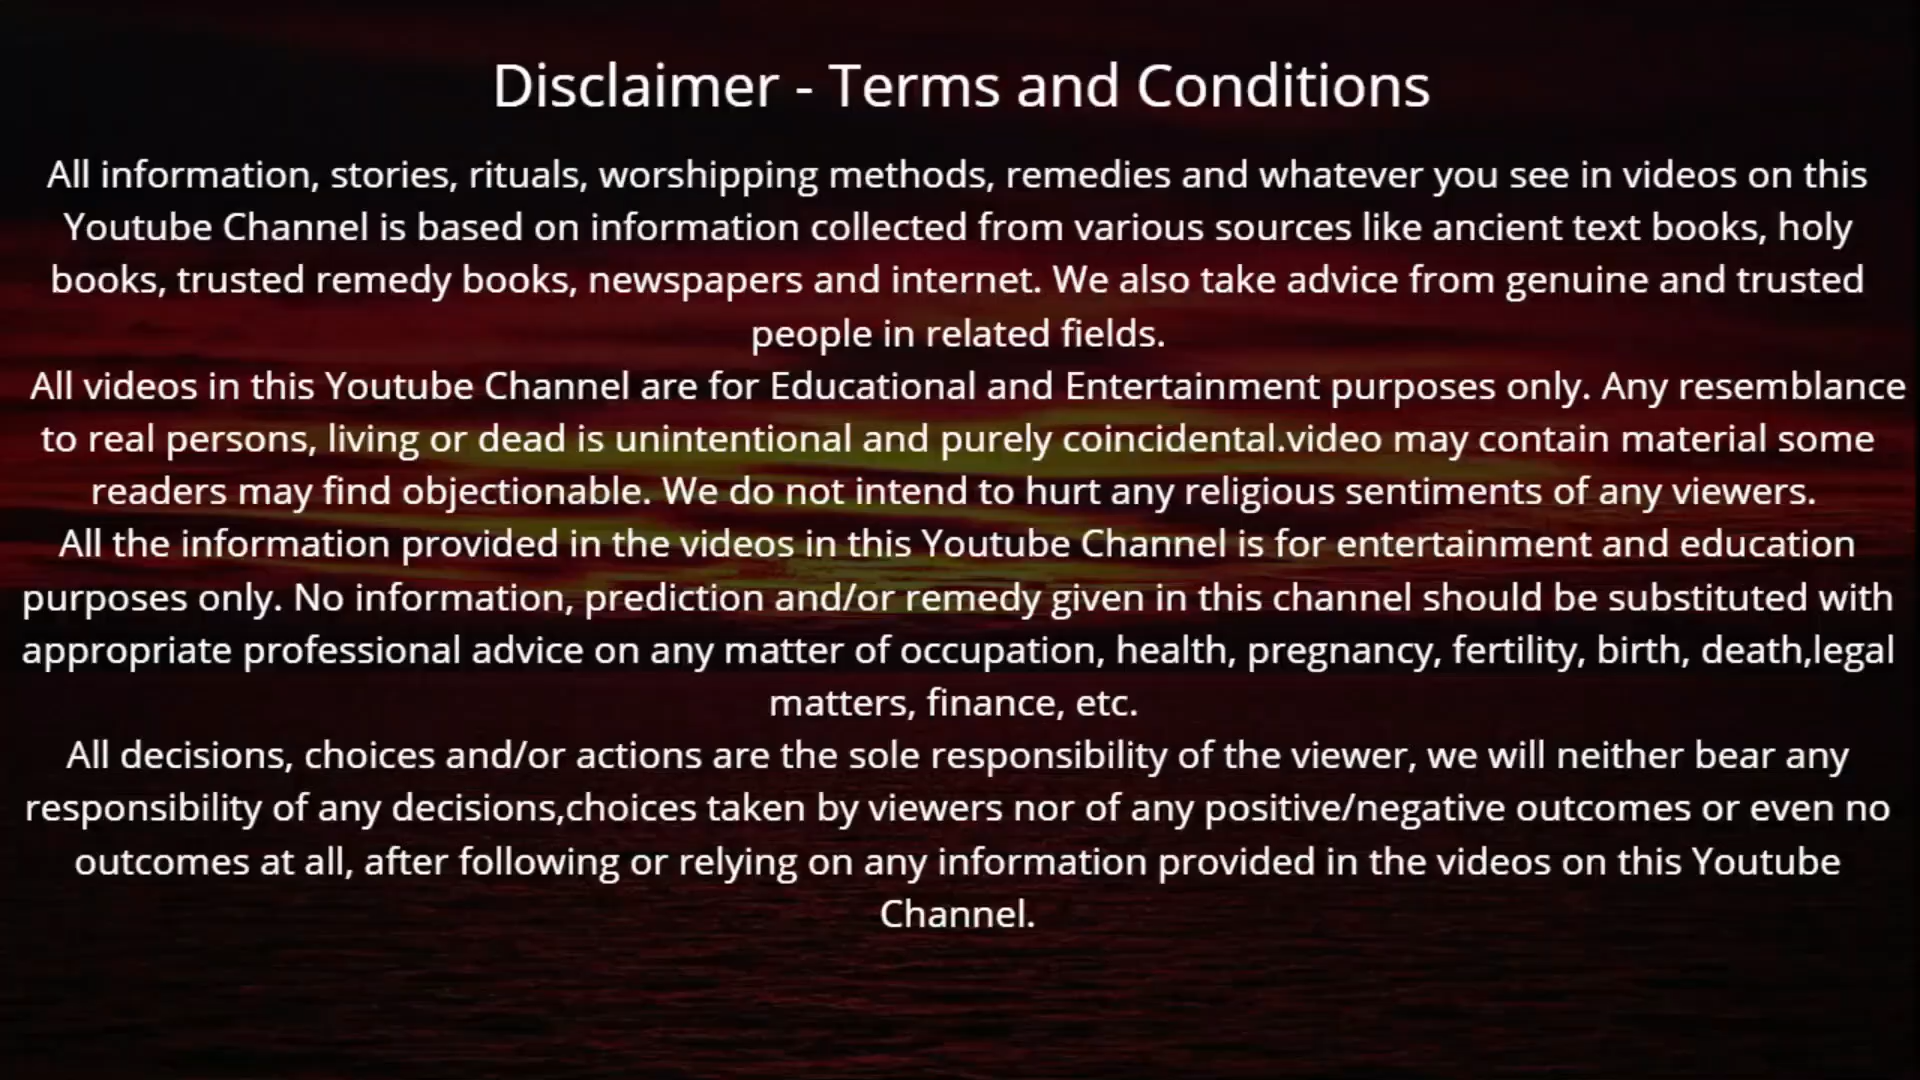 Disclaimer - Terms and Conditions
All information, stories, rituals, worshipping methods, remedies and whatever you see in videos on this
Youtube Channel is based on information collected from various sources like ancient text books, holy
books, trusted remedy books, newspapers and internet. We also take advice from genuine and trusted
people in related fields.
All videos in this Youtube Channel are for Educational and Entertainment purposes only. Any resemblance
to real persons, living or dead is unintentional and purely coincidental.video may contain material some
readers may find objectionable. We do not intend to hurt any religious sentiments of any viewers.
All the information provided in the videos in this Youtube Channel is for entertainment and education
purposes only. No information, prediction and/or remedy given in this channel should be substituted with
appropriate professional advice on any matter of occupation, health, pregnancy, fertility, birth, death,legal
matters, finance, etc.
All decisions, choices and/or actions are the sole responsibility of the viewer, we will neither bear any
responsibility of any decisions,choices taken by viewers nor of any positive/negative outcomes or even no
outcomes at all, after following or relying on any information provided in the videos on this Youtube
Channel.